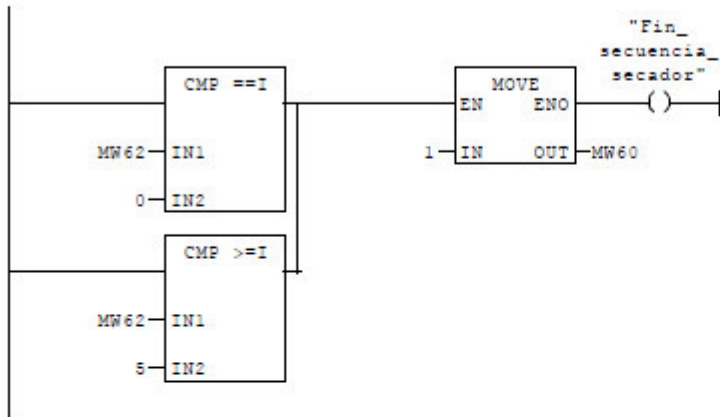 "Fin_
secuencia_
secador"
CMP ==I
MOVE
EN ENO
MW62 IN1
1 IN OUT MW60
0 IN2
CMP >=I
MW62 IN1
5 IN2